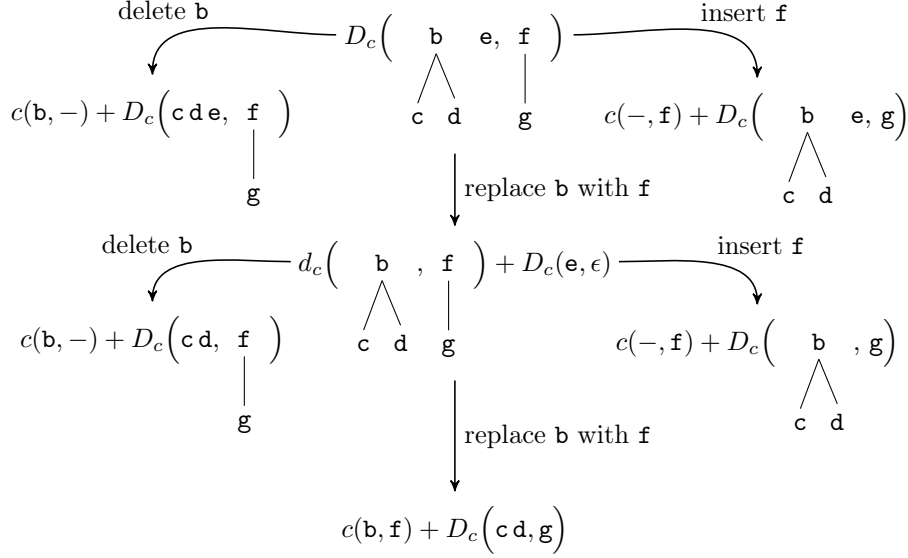 delete b
insert f
D_c( b e, f )
c d g
c(b, −) + D_c(c d e, f )
g
c(−, f) + D_c( b e, g)
c d
replace b with f
delete b
insert f
d_c( b , f ) + D_c(e, ϵ)
c d g
c(b, −) + D_c(c d, f )
g
c(−, f) + D_c( b , g)
c d
replace b with f
c(b, f) + D_c(c d, g)